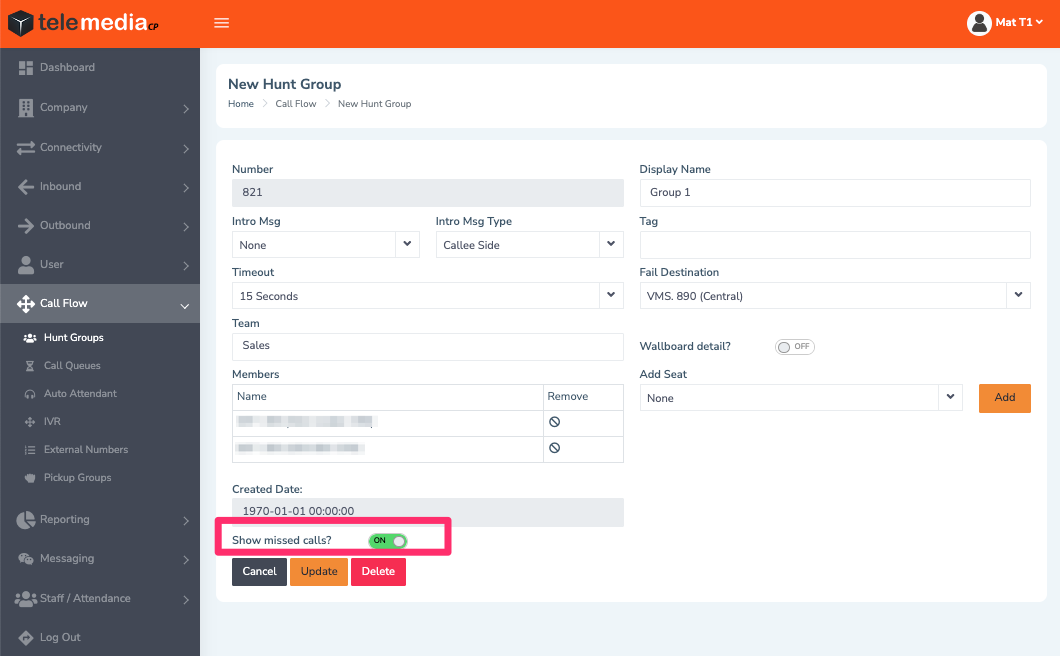 telemediaCP
Mat T1
Dashboard
Company
Connectivity
Inbound
Outbound
User
Call Flow
Hunt Groups
Call Queues
Auto Attendant
IVR
External Numbers
Pickup Groups
Reporting
Messaging
Staff / Attendance
Log Out
New Hunt Group
Home
Call Flow
New Hunt Group
Number
821
Display Name
Group 1
Intro Msg
None
Intro Msg Type
Callee Side
Tag
Timeout
15 Seconds
Fail Destination
VMS. 890 (Central)
Team
Sales
Wallboard detail?
OFF
Members
Name
Remove
Add Seat
None
Add
Created Date:
1970-01-01 00:00:00
Show missed calls?
ON
Cancel
Update
Delete